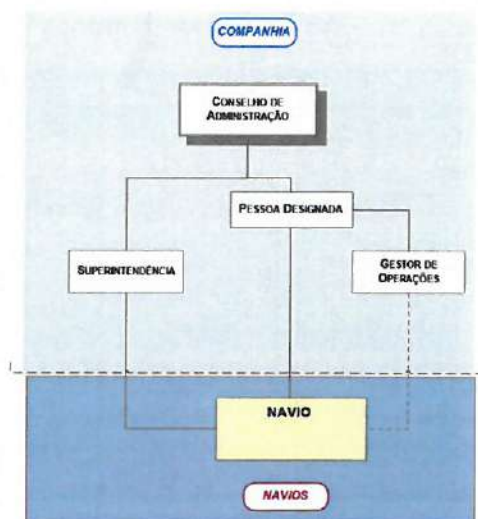 COMPANHIA
CONSELHO DE
ADMINISTRAÇÃO
PESSOA DESIGNADA
SUPERINTENDÊNCIA
GESTOR DE
OPERAÇÕES
NAVIO
NAVIOS